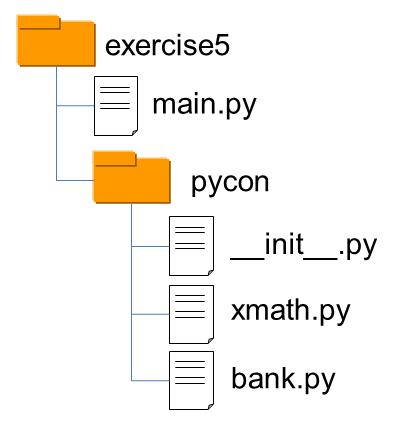 exercise5
main.py
pycon
__init__.py
xmath.py
bank.py